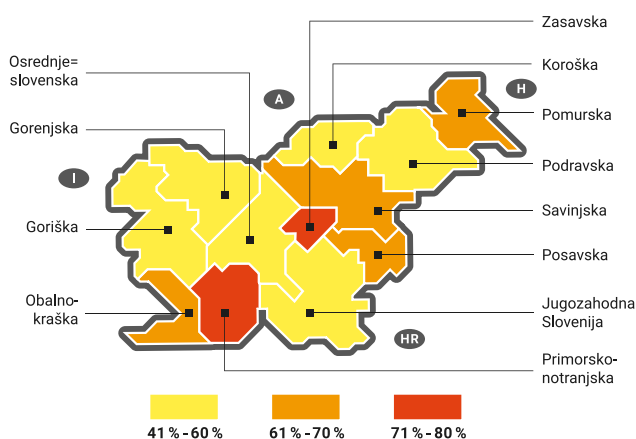 Osrednje=
slovenska
Gorenjska
Goriška
Obalno-
kraška
I
A
H
HR
Zasavska
Koroška
Pomurska
Podravska
Savinjska
Posavska
Jugozahodna
Slovenija
Primorsko-
notranjska
41 % - 60 %
61 % - 70 %
71 % - 80 %